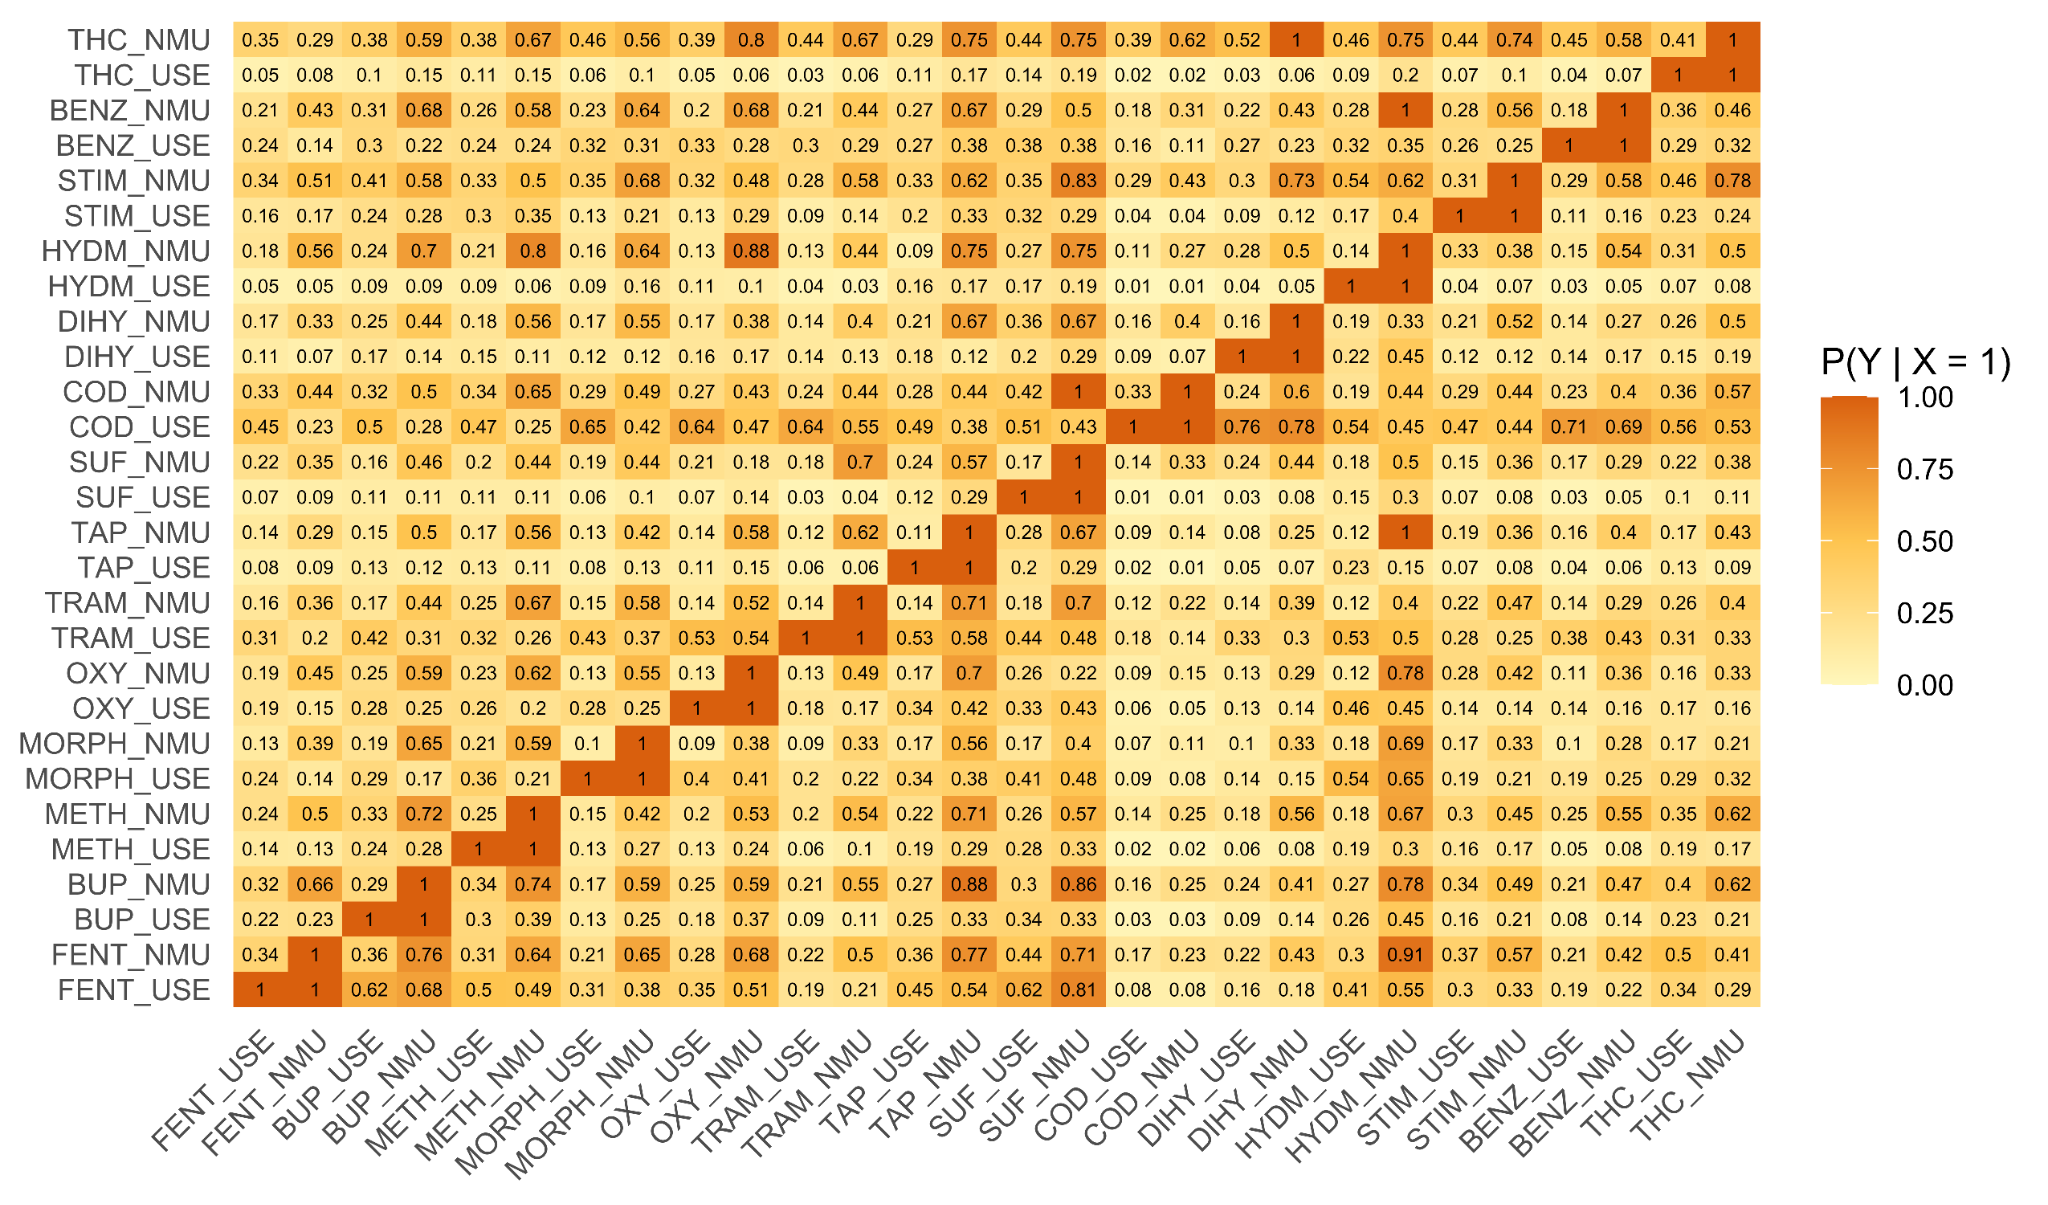 THC_NMU 0.35 0.29 0.38 0.59 0.38 0.67 0.46 0.56 0.39 0.8 0.44 0.67 0.29 0.75 0.44 0.75 0.39 0.62 0.52 1 0.46 0.75 0.44 0.74 0.45 0.58 0.41 1
THC_USE 0.05 0.08 0.1 0.15 0.11 0.15 0.06 0.1 0.05 0.06 0.03 0.06 0.11 0.17 0.14 0.19 0.02 0.02 0.03 0.06 0.09 0.2 0.07 0.1 0.04 0.07 1 1
BENZ_NMU 0.21 0.43 0.31 0.68 0.26 0.58 0.23 0.64 0.2 0.68 0.21 0.44 0.27 0.67 0.29 0.5 0.18 0.31 0.22 0.43 0.28 1 0.28 0.56 0.18 1 0.36 0.46
BENZ_USE 0.24 0.14 0.3 0.22 0.24 0.24 0.32 0.31 0.33 0.28 0.3 0.29 0.27 0.38 0.38 0.38 0.16 0.11 0.27 0.23 0.32 0.35 0.26 0.25 1 1 0.29 0.32
STIM_NMU 0.34 0.51 0.41 0.58 0.33 0.5 0.35 0.68 0.32 0.48 0.28 0.58 0.33 0.62 0.35 0.83 0.29 0.43 0.3 0.73 0.54 0.62 0.31 1 0.29 0.58 0.46 0.78
STIM_USE 0.16 0.17 0.24 0.28 0.3 0.35 0.13 0.21 0.13 0.29 0.09 0.14 0.2 0.33 0.32 0.29 0.04 0.04 0.09 0.12 0.17 0.4 1 1 0.11 0.16 0.23 0.24
HYDM_NMU 0.18 0.56 0.24 0.7 0.21 0.8 0.16 0.64 0.13 0.88 0.13 0.44 0.09 0.75 0.27 0.75 0.11 0.27 0.28 0.5 0.14 1 0.33 0.38 0.15 0.54 0.31 0.5
HYDM_USE 0.05 0.05 0.09 0.09 0.09 0.06 0.09 0.16 0.11 0.1 0.04 0.03 0.16 0.17 0.17 0.19 0.01 0.01 0.04 0.05 1 1 0.04 0.07 0.03 0.05 0.07 0.08
DIHY_NMU 0.17 0.33 0.25 0.44 0.18 0.56 0.17 0.55 0.17 0.38 0.14 0.4 0.21 0.67 0.36 0.67 0.16 0.4 0.16 1 0.19 0.33 0.21 0.52 0.14 0.27 0.26 0.5
DIHY_USE 0.11 0.07 0.17 0.14 0.15 0.11 0.12 0.12 0.16 0.17 0.14 0.13 0.18 0.12 0.2 0.29 0.09 0.07 1 1 0.22 0.45 0.12 0.12 0.14 0.17 0.15 0.19
COD_NMU 0.33 0.44 0.32 0.5 0.34 0.65 0.29 0.49 0.27 0.43 0.24 0.44 0.28 0.44 0.42 1 0.33 1 0.24 0.6 0.19 0.44 0.29 0.44 0.23 0.4 0.36 0.57
COD_USE 0.45 0.23 0.5 0.28 0.47 0.25 0.65 0.42 0.64 0.47 0.64 0.55 0.49 0.38 0.51 0.43 1 1 0.76 0.78 0.54 0.45 0.47 0.44 0.71 0.69 0.56 0.53
SUF_NMU 0.22 0.35 0.16 0.46 0.2 0.44 0.19 0.44 0.21 0.18 0.18 0.7 0.24 0.57 0.17 1 0.14 0.33 0.24 0.44 0.18 0.5 0.15 0.36 0.17 0.29 0.22 0.38
SUF_USE 0.07 0.09 0.11 0.11 0.11 0.11 0.06 0.1 0.07 0.14 0.03 0.04 0.12 0.29 1 1 0.01 0.01 0.03 0.08 0.15 0.3 0.07 0.08 0.03 0.05 0.1 0.11
TAP_NMU 0.14 0.29 0.15 0.5 0.17 0.56 0.13 0.42 0.14 0.58 0.12 0.62 0.11 1 0.28 0.67 0.09 0.14 0.08 0.25 0.12 1 0.19 0.36 0.16 0.4 0.17 0.43
TAP_USE 0.08 0.09 0.13 0.12 0.13 0.11 0.08 0.13 0.11 0.15 0.06 0.06 1 1 0.2 0.29 0.02 0.01 0.05 0.07 0.23 0.15 0.07 0.08 0.04 0.06 0.13 0.09
TRAM_NMU 0.16 0.36 0.17 0.44 0.25 0.67 0.15 0.58 0.14 0.52 0.14 1 0.14 0.71 0.18 0.7 0.12 0.22 0.14 0.39 0.12 0.4 0.22 0.47 0.14 0.29 0.26 0.4
TRAM_USE 0.31 0.2 0.42 0.31 0.32 0.26 0.43 0.37 0.53 0.54 1 1 0.53 0.58 0.44 0.48 0.18 0.14 0.33 0.3 0.53 0.5 0.28 0.25 0.38 0.43 0.31 0.33
OXY_NMU 0.19 0.45 0.25 0.59 0.23 0.62 0.13 0.55 0.13 1 0.13 0.49 0.17 0.7 0.26 0.22 0.09 0.15 0.13 0.29 0.12 0.78 0.28 0.42 0.11 0.36 0.16 0.33
OXY_USE 0.19 0.15 0.28 0.25 0.26 0.2 0.28 0.25 1 1 0.18 0.17 0.34 0.42 0.33 0.43 0.06 0.05 0.13 0.14 0.46 0.45 0.14 0.14 0.14 0.16 0.17 0.16
MORPH_NMU 0.13 0.39 0.19 0.65 0.21 0.59 0.1 1 0.09 0.38 0.09 0.33 0.17 0.56 0.17 0.4 0.07 0.11 0.1 0.33 0.18 0.69 0.17 0.33 0.1 0.28 0.17 0.21
MORPH_USE 0.24 0.14 0.29 0.17 0.36 0.21 1 1 0.4 0.41 0.2 0.22 0.34 0.38 0.41 0.48 0.09 0.08 0.14 0.15 0.54 0.65 0.19 0.21 0.19 0.25 0.29 0.32
METH_NMU 0.24 0.5 0.33 0.72 0.25 1 0.15 0.42 0.2 0.53 0.2 0.54 0.22 0.71 0.26 0.57 0.14 0.25 0.18 0.56 0.18 0.67 0.3 0.45 0.25 0.55 0.35 0.62
METH_USE 0.14 0.13 0.24 0.28 1 1 0.13 0.27 0.13 0.24 0.06 0.1 0.19 0.29 0.28 0.33 0.02 0.02 0.06 0.08 0.19 0.3 0.16 0.17 0.05 0.08 0.19 0.17
BUP_NMU 0.32 0.66 0.29 1 0.34 0.74 0.17 0.59 0.25 0.59 0.21 0.55 0.27 0.88 0.3 0.86 0.16 0.25 0.24 0.41 0.27 0.78 0.34 0.49 0.21 0.47 0.4 0.62
BUP_USE 0.22 0.23 1 1 0.3 0.39 0.13 0.25 0.18 0.37 0.09 0.11 0.25 0.33 0.34 0.33 0.03 0.03 0.09 0.14 0.26 0.45 0.16 0.21 0.08 0.14 0.23 0.21
FENT_NMU 0.34 1 0.36 0.76 0.31 0.64 0.21 0.65 0.28 0.68 0.22 0.5 0.36 0.77 0.44 0.71 0.17 0.23 0.22 0.43 0.3 0.91 0.37 0.57 0.21 0.42 0.5 0.41
FENT_USE 1 1 0.62 0.68 0.5 0.49 0.31 0.38 0.35 0.51 0.19 0.21 0.45 0.54 0.62 0.81 0.08 0.08 0.16 0.18 0.41 0.55 0.3 0.33 0.19 0.22 0.34 0.29
FENT_USE
FENT_NMU
BUP_USE
BUP_NMU
METH_USE
METH_NMU
MORPH_USE
MORPH_NMU
OXY_USE
OXY_NMU
TRAM_USE
TRAM_NMU
TAP_USE
TAP_NMU
SUF_USE
SUF_NMU
COD_USE
COD_NMU
DIHY_USE
DIHY_NMU
HYDM_USE
HYDM_NMU
STIM_USE
STIM_NMU
BENZ_USE
BENZ_NMU
THC_USE
THC_NMU
P(Y | X = 1)
1.00
0.75
0.50
0.25
0.00